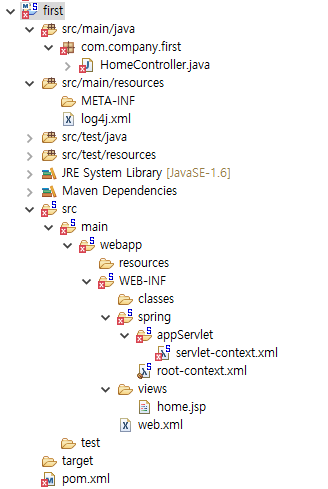 first
src/main/java
com.company.first
HomeController.java
src/main/resources
META-INF
log4j.xml
src/test/java
src/test/resources
JRE System Library [JavaSE-1.6]
Maven Dependencies
src
main
webapp
resources
WEB-INF
classes
spring
appServlet
servlet-context.xml
root-context.xml
views
home.jsp
web.xml
test
target
pom.xml